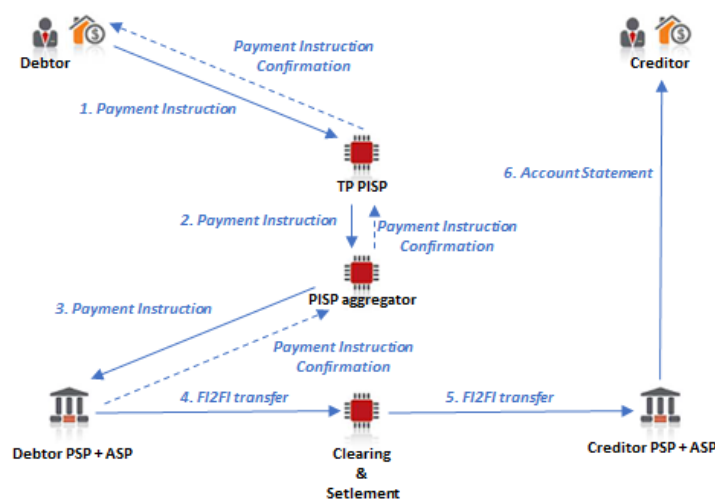 Debtor
Payment Instruction
Confirmation
Creditor
1. Payment Instruction
TP PISP
6. Account Statement
2. Payment Instruction
Payment Instruction
Confirmation
PISP aggregator
3. Payment Instruction
Payment Instruction
Confirmation
4. FI2FI transfer
5. FI2FI transfer
Debtor PSP + ASP
Clearing
&
Setlement
Creditor PSP + ASP